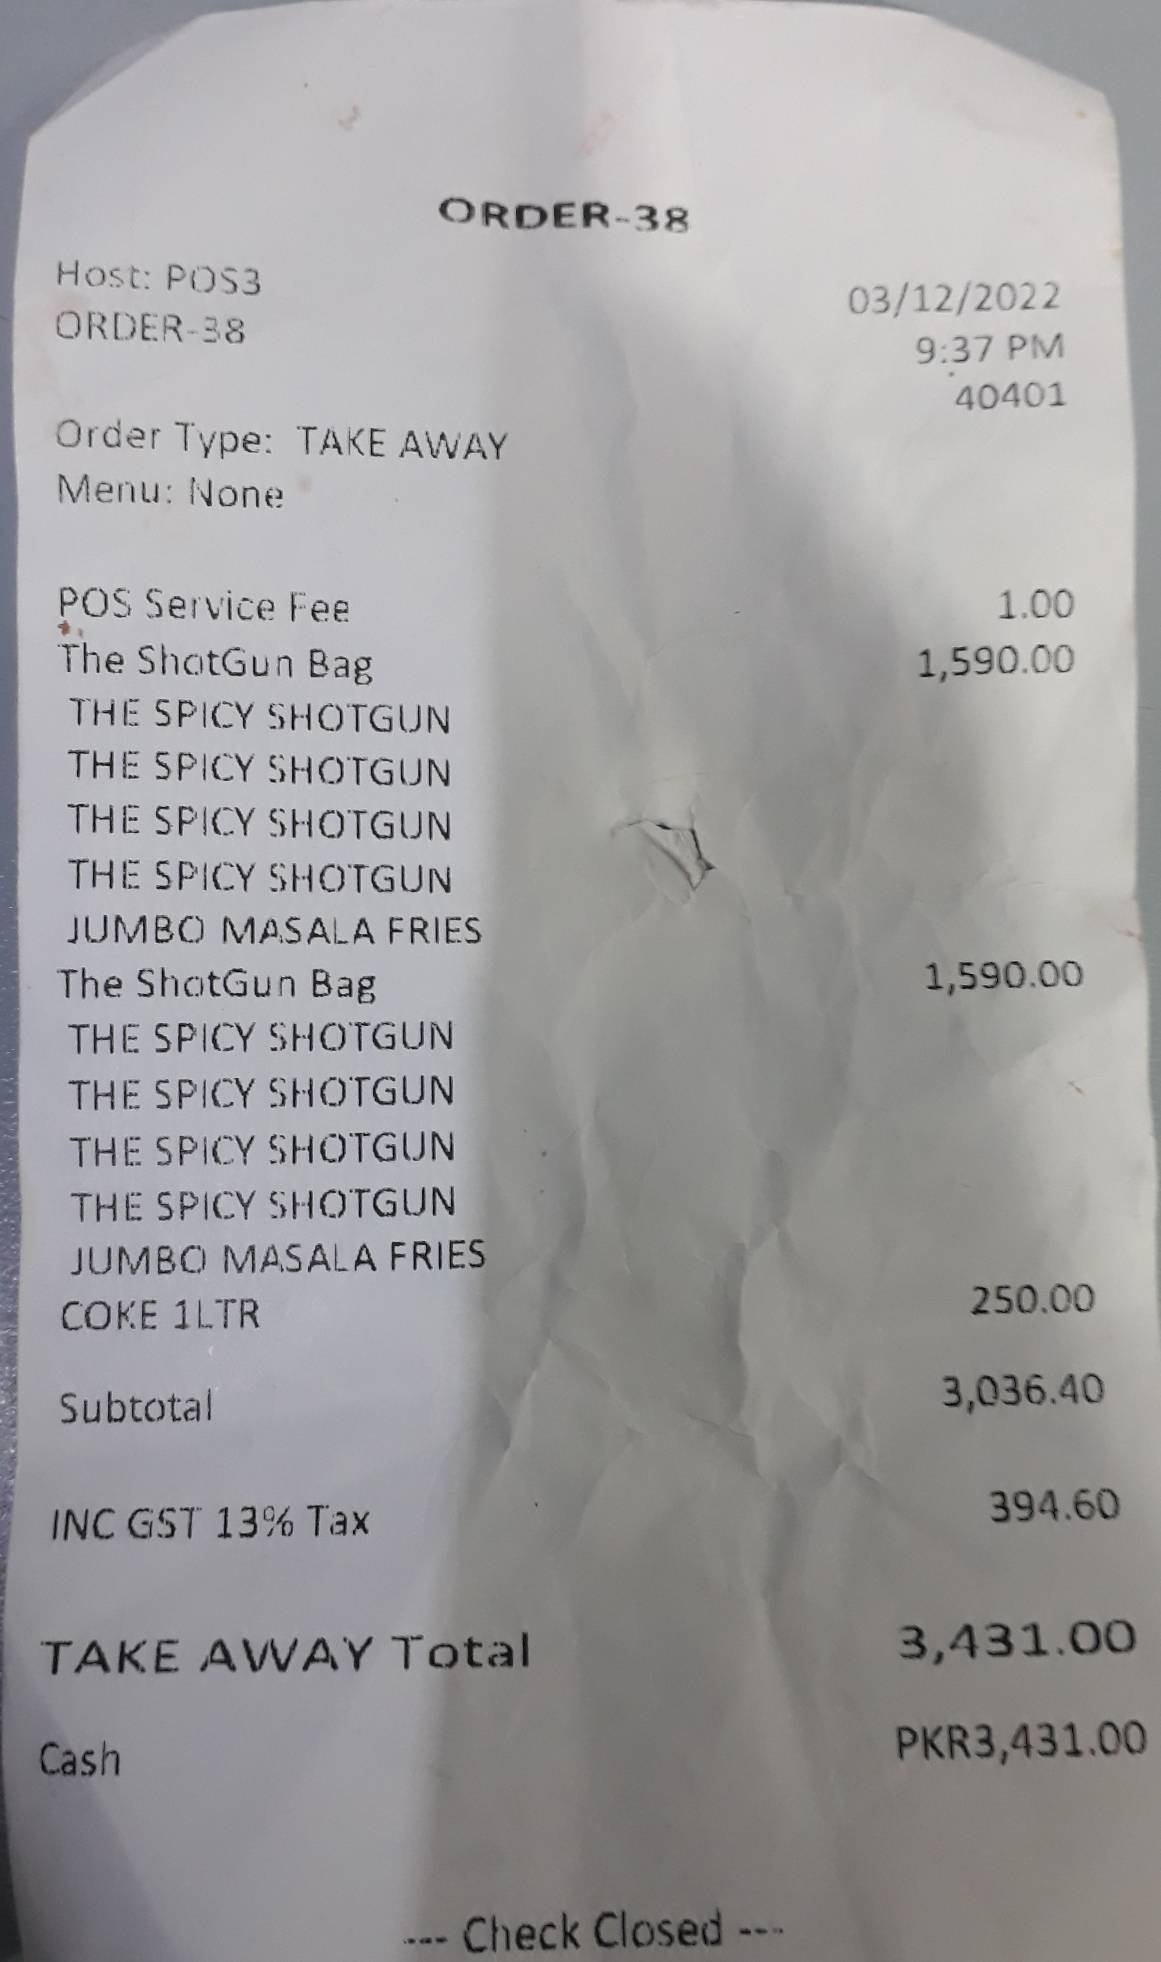 ORDER-38
Host: POS3
03/12/2022
ORDER-38
9:37 PM
40401
Order Type: TAKE AWAY
Menu: None
POS Service Fee 1.00
The ShotGun Bag 1,590.00
THE SPICY SHOTGUN
THE SPICY SHOTGUN
THE SPICY SHOTGUN
THE SPICY SHOTGUN
JUMBO MASALA FRIES
The ShotGun Bag 1,590.00
THE SPICY SHOTGUN
THE SPICY SHOTGUN
THE SPICY SHOTGUN
THE SPICY SHOTGUN
JUMBO MASALA FRIES
COKE 1LTR 250.00
Subtotal 3,036.40
INC GST 13% Tax 394.60
TAKE AWAY Total 3,431.00
Cash PKR3,431.00
--- Check Closed ---